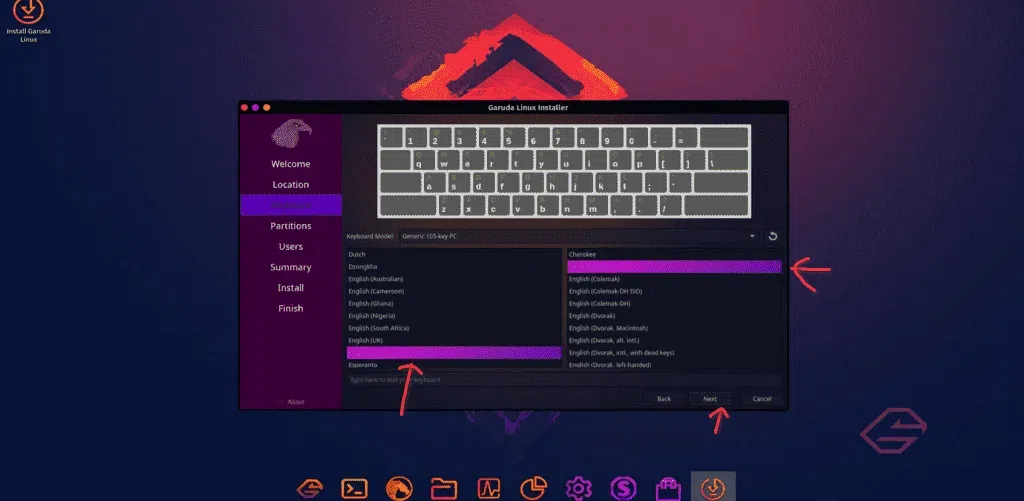 Install Garuda
Linux
Garuda Linux Installer
Welcome
Location
Partitions
Users
Summary
Install
Finish
About
1 2 3 4 5 6 7 8 9 0 - =
q w e r t y u i o p [ ] \
a s d f g h j k l ; '
z x c v b n m , . /
Keyboard Model: Generic 105-key PC
Dutch
Dzongkha
English (Australian)
English (Cameroon)
English (Ghana)
English (Nigeria)
English (South Africa)
English (UK)
Esperanto
Cherokee
English (Colemak)
English (Colemak-DH ISO)
English (Colemak-DH)
English (Dvorak)
English (Dvorak, Macintosh)
English (Dvorak, alt. intl.)
English (Dvorak, intl., with dead keys)
English (Dvorak, left-handed)
Type here to test your keyboard
Back
Next
Cancel